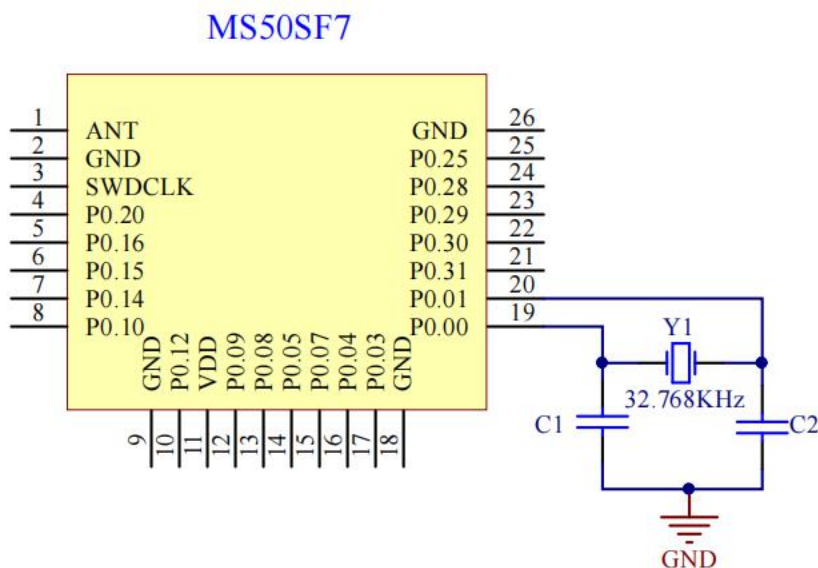 MS50SF7
1 ANT
2 GND
3 SWDCLK
4 P0.20
5 P0.16
6 P0.15
7 P0.14
8 P0.10
GND 26
P0.25 25
P0.28 24
P0.29 23
P0.30 22
P0.31 21
P0.01 20
P0.00 19
GND 9
P0.12 10
VDD 11
P0.09 12
P0.08 13
P0.05 14
P0.07 15
P0.04 16
P0.03 17
GND 18
Y1
32.768KHz
C1
C2
GND